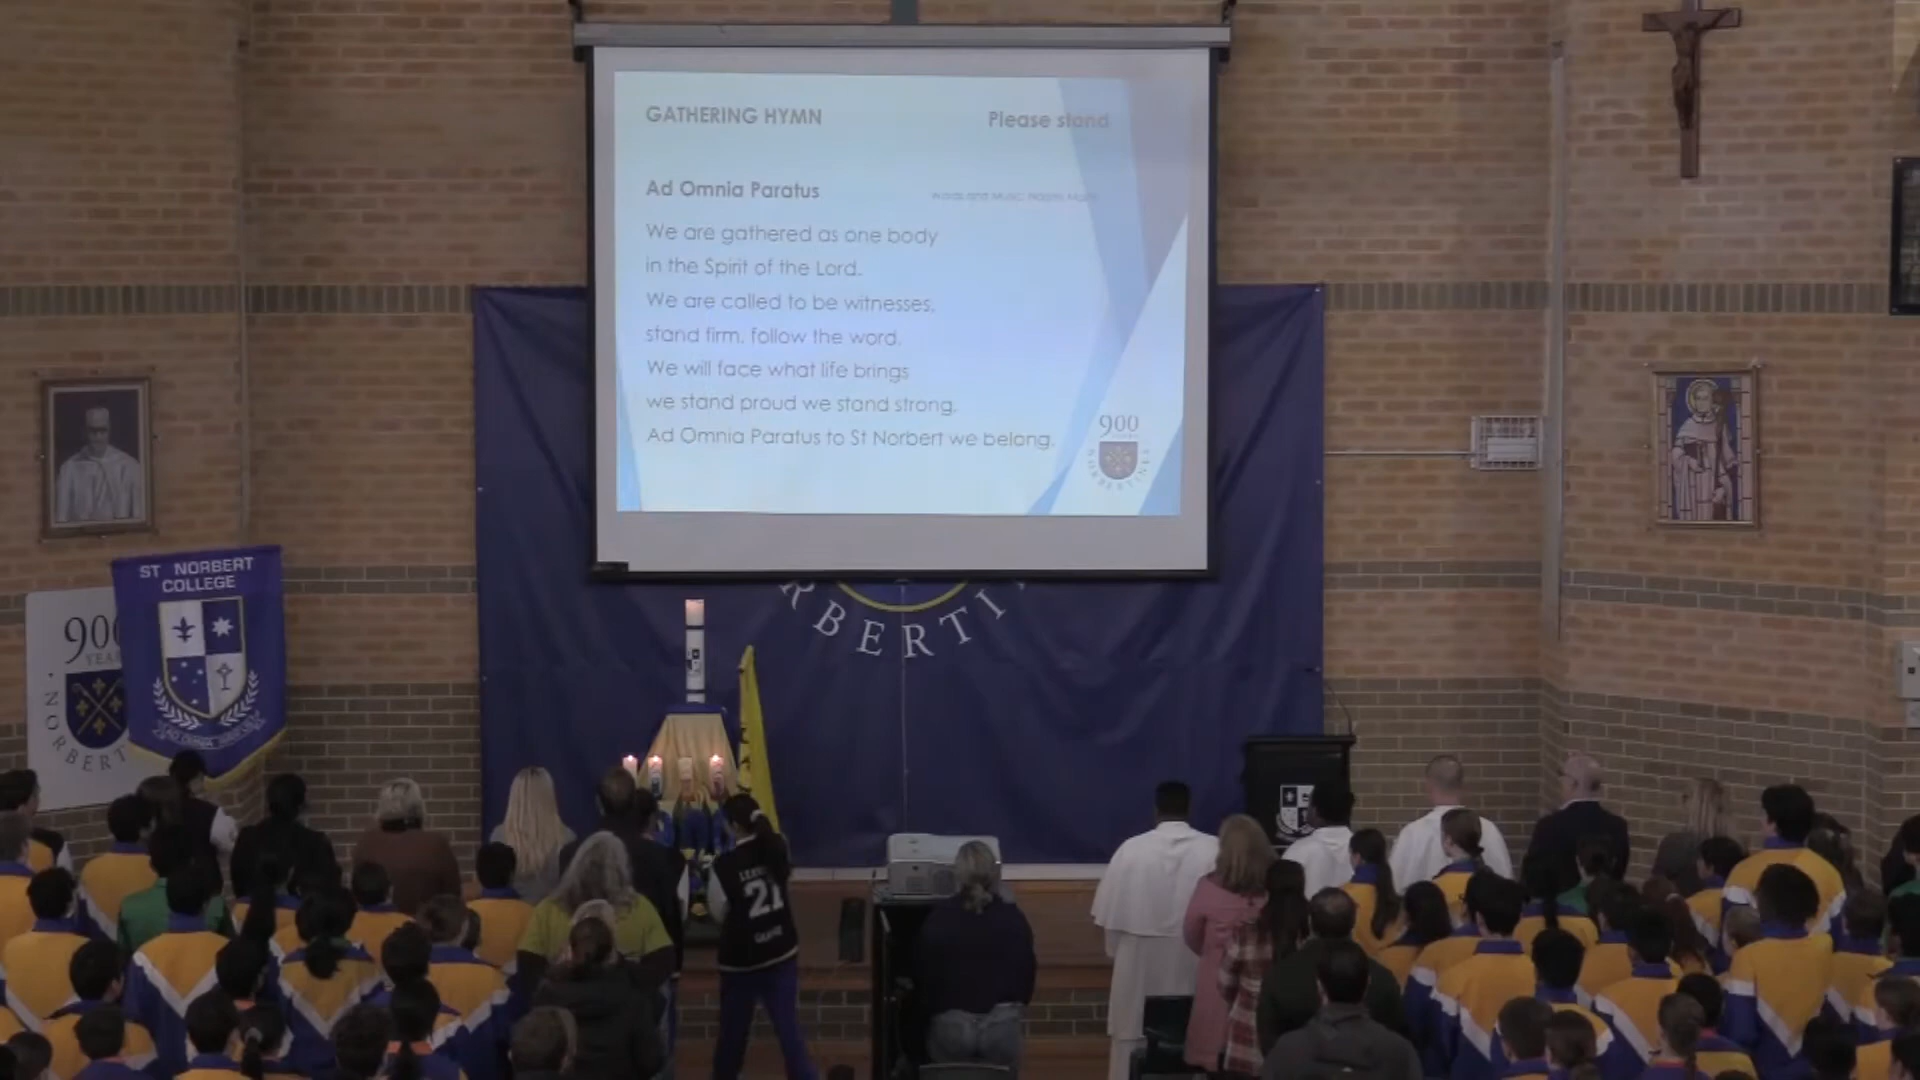 GATHERING HYMN
Please stand
Ad Omnia Paratus
We are gathered as one body
in the Spirit of the Lord.
We are called to be witnesses,
stand firm, follow the word.
We will face what life brings
we stand proud we stand strong,
Ad Omnia Paratus to St Norbert we belong.
900
NORBERTINES
RBERTI
ST NORBERT
COLLEGE
900
YEA
NORBERT
21